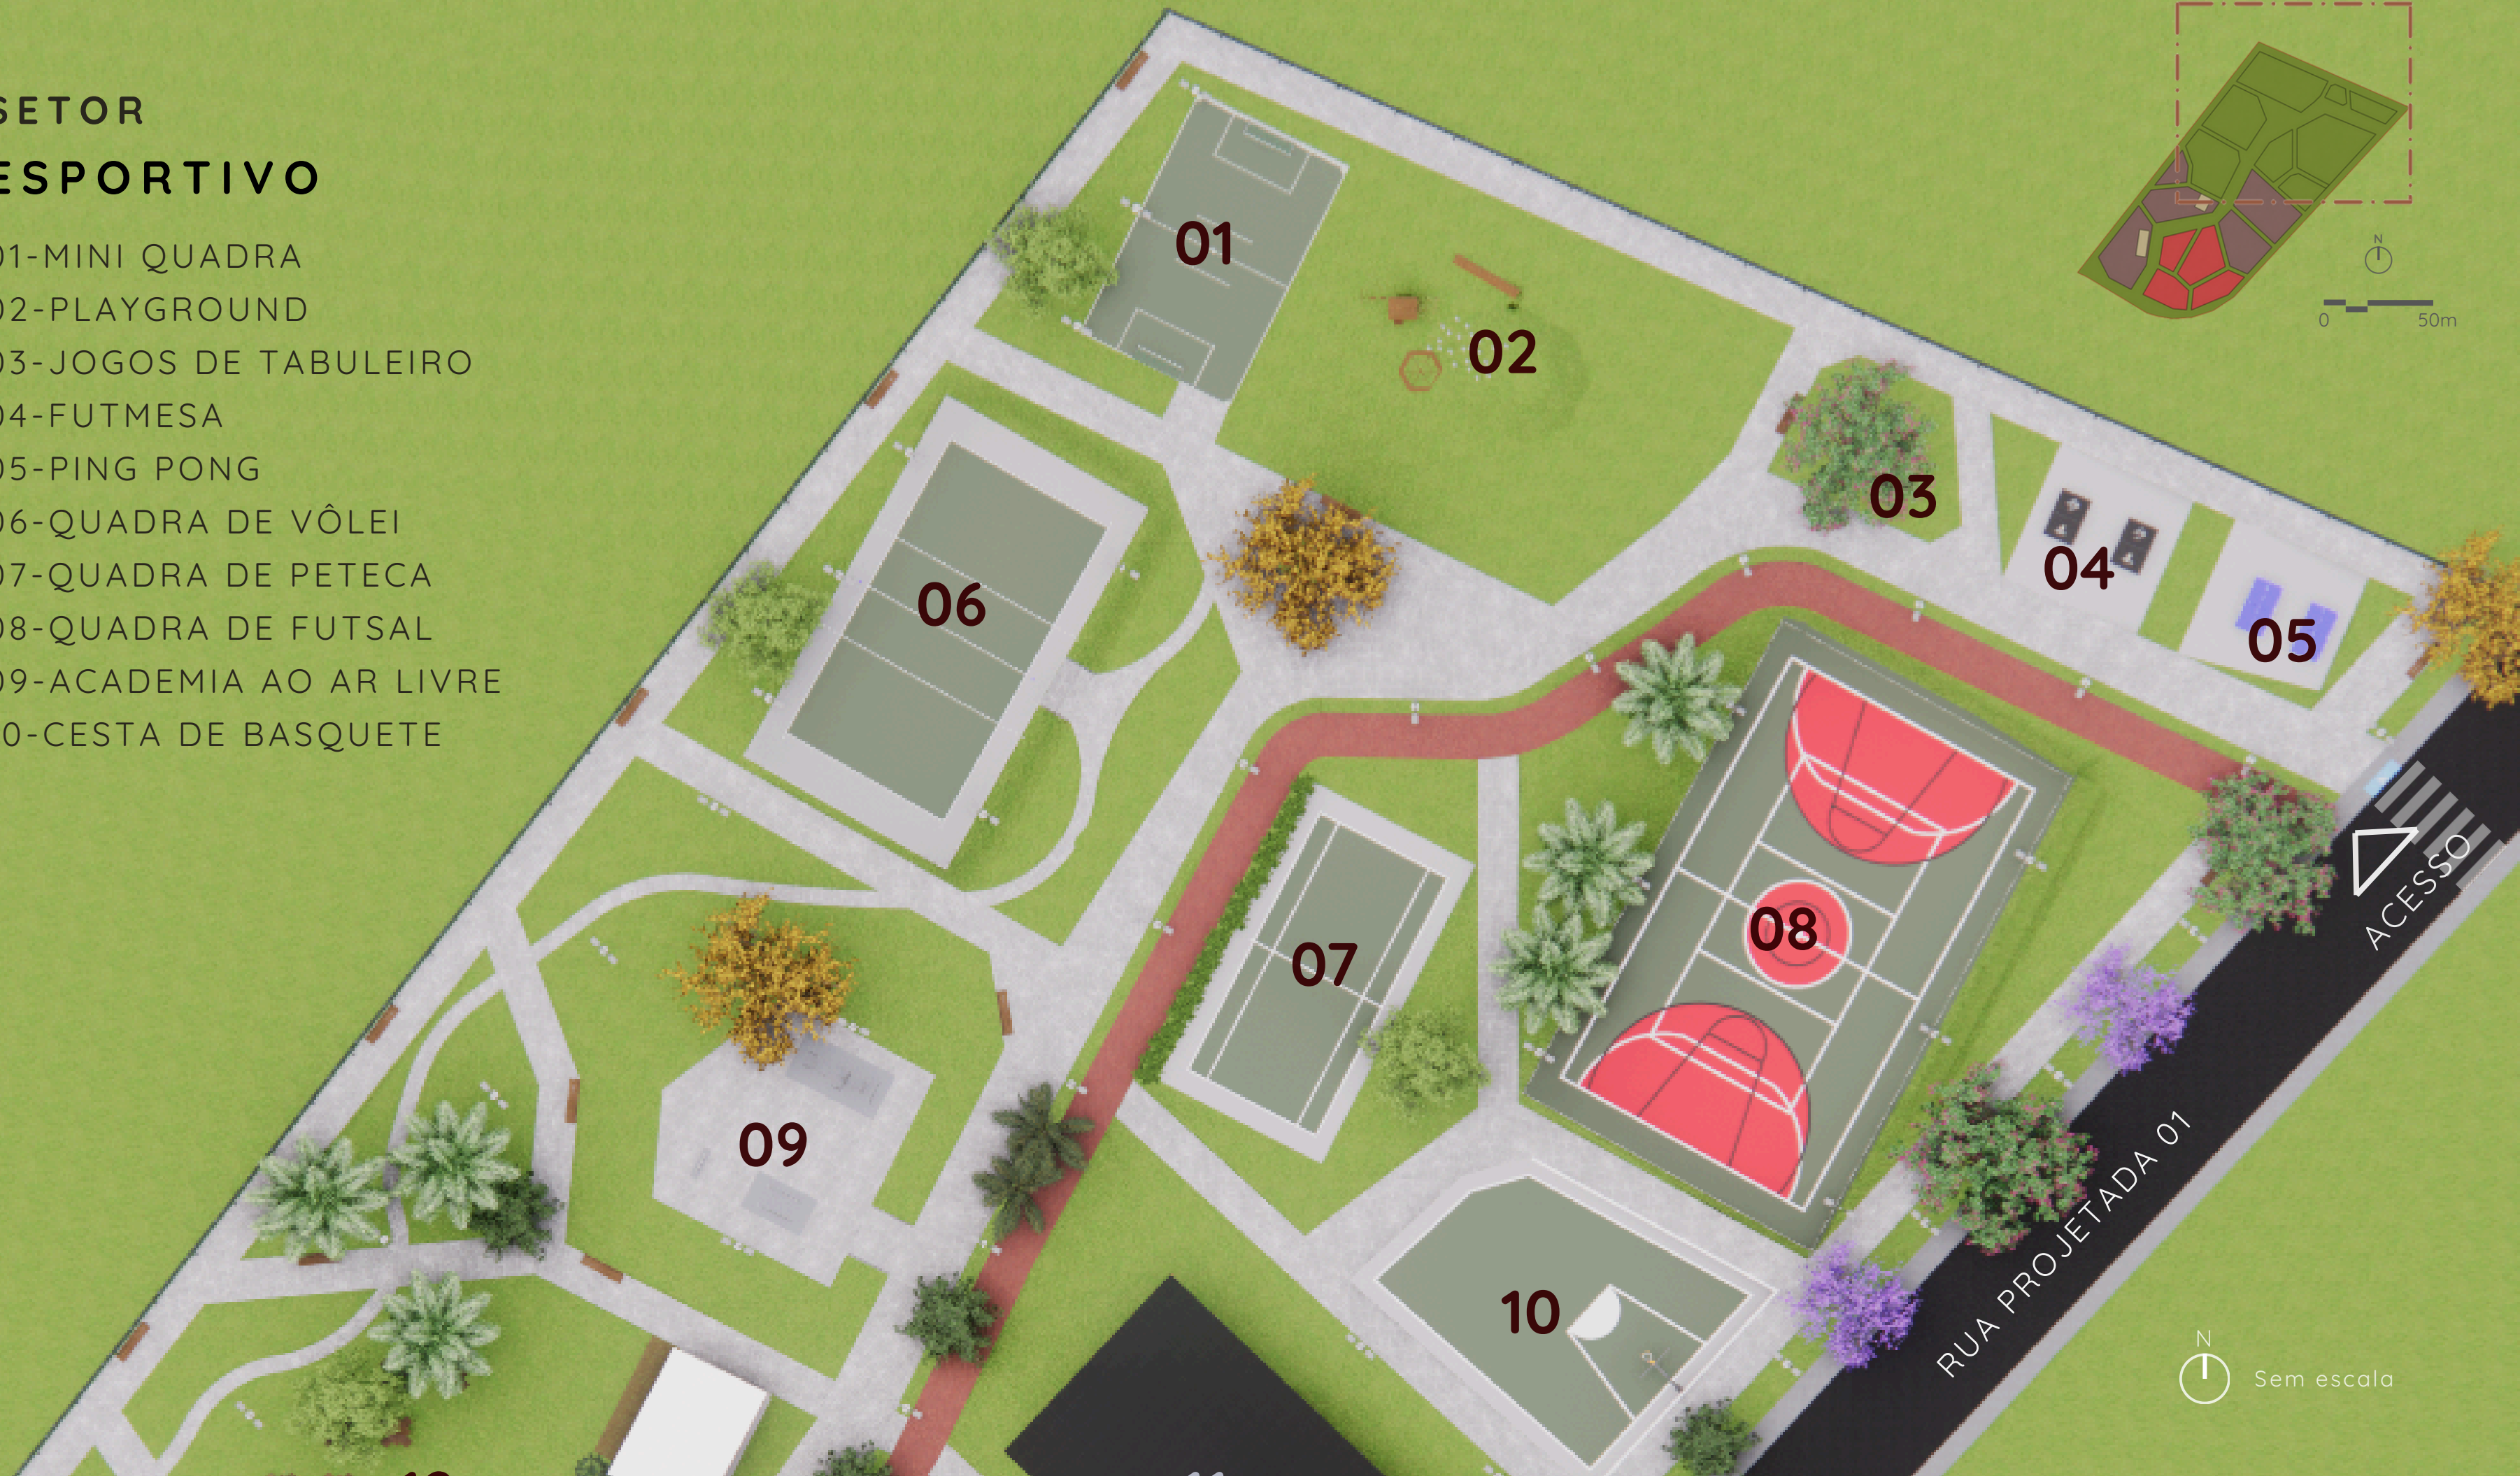 SETOR
ESPORTIVO
01-MINI QUADRA
02-PLAYGROUND
03-JOGOS DE TABULEIRO
04-FUTMESA
05-PING PONG
06-QUADRA DE VÔLEI
07-QUADRA DE PETECA
08-QUADRA DE FUTSAL
09-ACADEMIA AO AR LIVRE
10-CESTA DE BASQUETE
N
0 50m
01
02
03
04
05
06
07
08
09
10
ACESSO
RUA PROJETADA 01
N
Sem escala